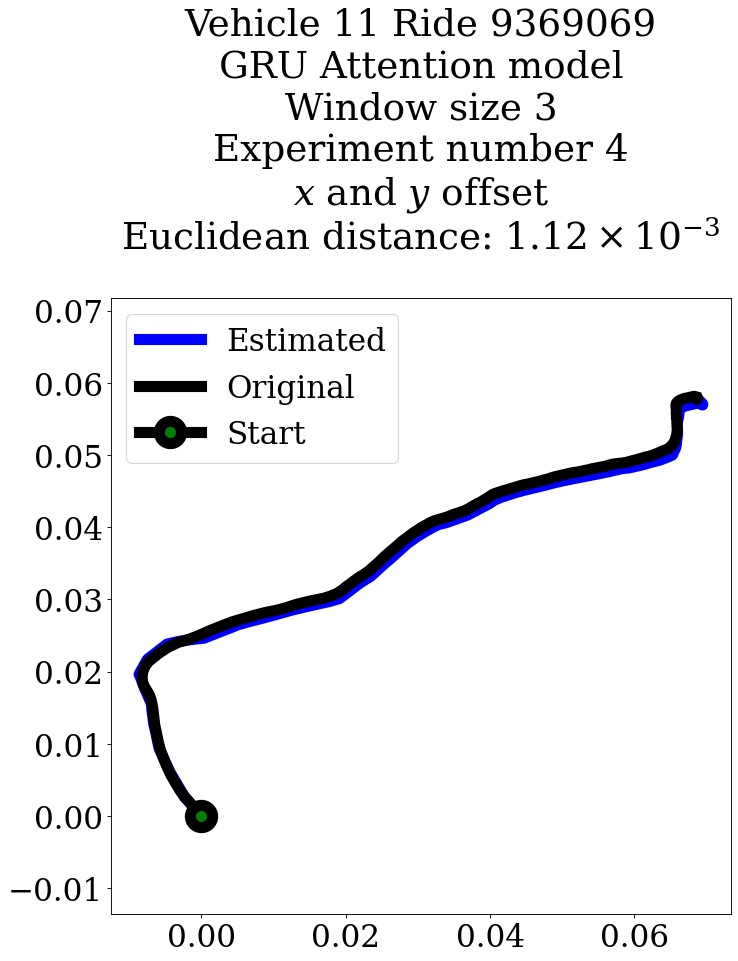 Vehicle 11 Ride 9369069
GRU Attention model
Window size 3
Experiment number 4
x and y offset
Euclidean distance: 1.12 × 10⁻³
0.07
0.06
0.05
0.04
0.03
0.02
0.01
0.00
−0.01
Estimated
Original
Start
0.00 0.02 0.04 0.06